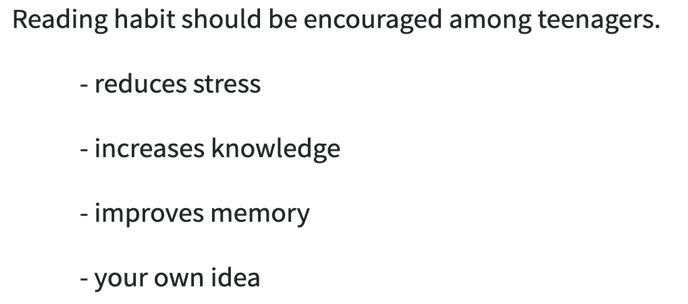 Reading habit should be encouraged among teenagers.
- reduces stress
- increases knowledge
- improves memory
- your own idea